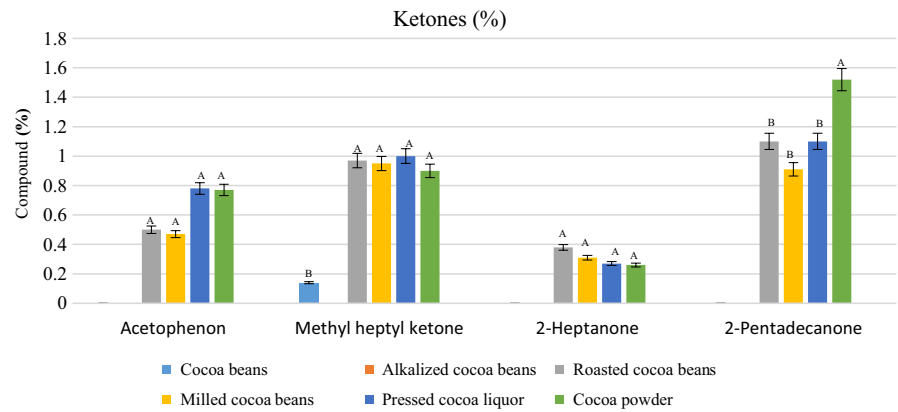 Ketones (%)
Compound (%)
1.8
1.6
1.4
1.2
1
0.8
0.6
0.4
0.2
0
A A A A
B A A A A
A A A A
B B B A
Acetophenon Methyl heptyl ketone 2-Heptanone 2-Pentadecanone
Cocoa beans Alkalized cocoa beans Roasted cocoa beans
Milled cocoa beans Pressed cocoa liquor Cocoa powder